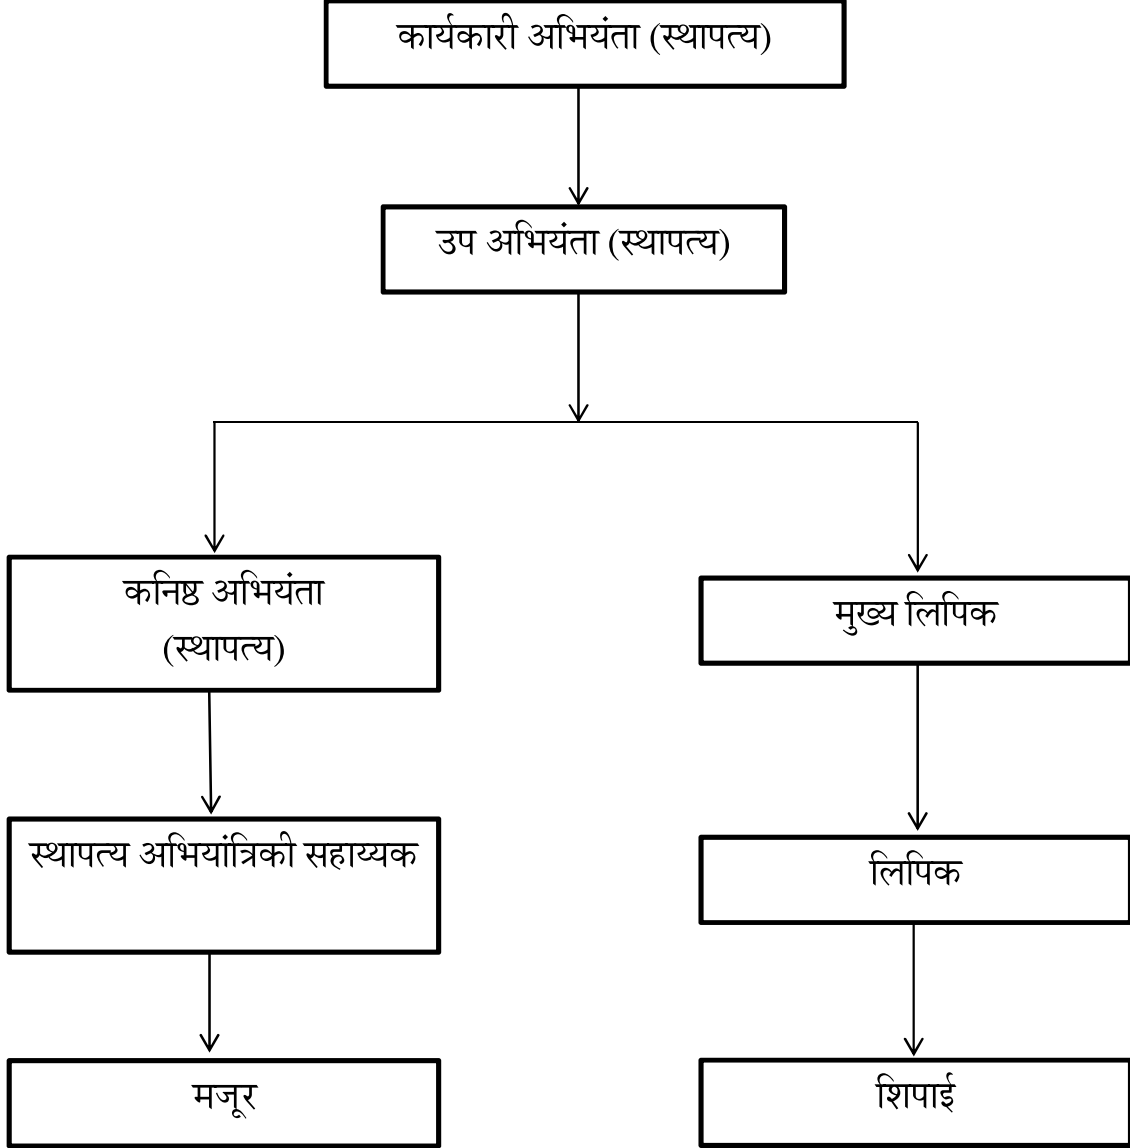 कार्यकारी अभियंता (स्थापत्य)
उप अभियंता (स्थापत्य)
कनिष्ठ अभियंता
(स्थापत्य)
मुख्य लिपिक
स्थापत्य अभियांत्रिकी सहाय्यक
लिपिक
मजूर
शिपाई